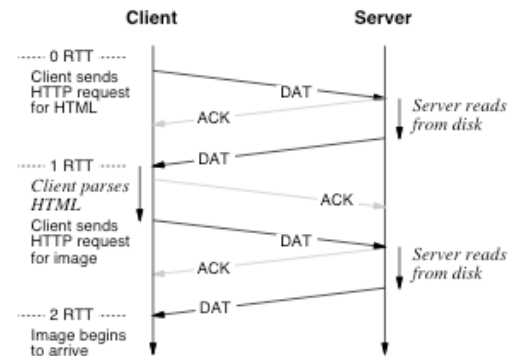 Client
Server
0 RTT
Client sends
HTTP request
for HTML
DAT
ACK
Server reads
from disk
DAT
1 RTT
Client parses
HTML
ACK
Client sends
HTTP request
for image
DAT
ACK
Server reads
from disk
DAT
2 RTT
Image begins
to arrive